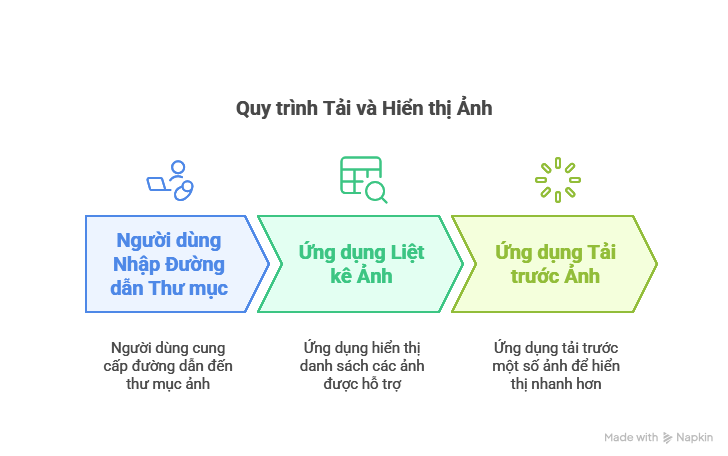 Quy trình Tải và Hiển thị Ảnh
Người dùng
Nhập Đường
dẫn Thư mục
Ứng dụng Liệt
kê Ảnh
Ứng dụng Tải
trước Ảnh
Người dùng cung
cấp đường dẫn đến
thư mục ảnh
Ứng dụng hiển thị
danh sách các ảnh
được hỗ trợ
Ứng dụng tải trước
một số ảnh để hiển
thị nhanh hơn
Made with Napkin